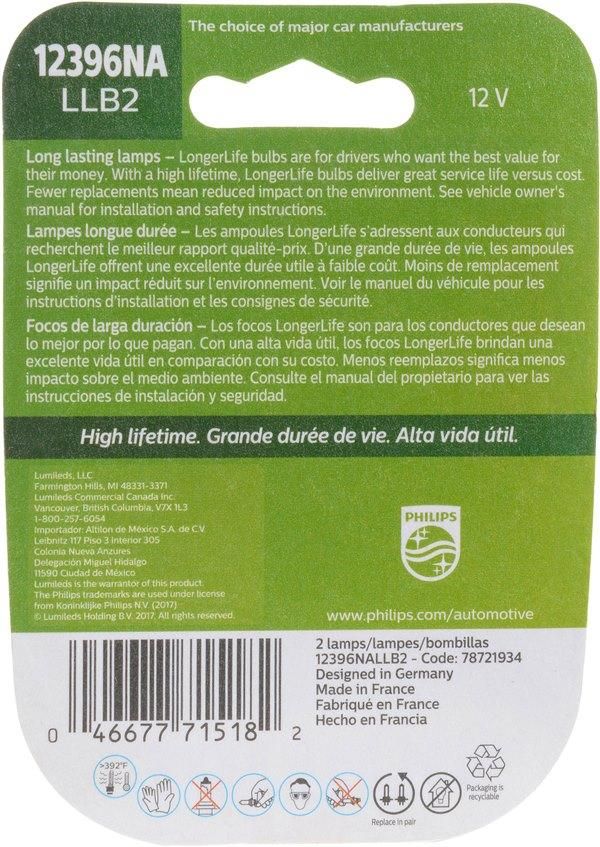 The choice of major car manufacturers
12396NA
LLB2
12 V
Long lasting lamps – LongerLife bulbs are for drivers who want the best value for
their money. With a high lifetime, LongerLife bulbs deliver great service life versus cost.
Fewer replacements mean reduced impact on the environment. See vehicle owner's
manual for installation and safety instructions.
Lampes longue durée – Les ampoules LongerLife s'adressent aux conducteurs qui
recherchent le meilleur rapport qualité-prix. D'une grande durée de vie, les ampoules
LongerLife offrent une excellente durée utile à faible coût. Moins de remplacement
signifie un impact réduit sur l'environnement. Voir le manuel du véhicule pour les
instructions d'installation et les consignes de sécurité.
Focos de larga duración – Los focos LongerLife son para los conductores que desean
lo mejor por lo que pagan. Con una alta vida útil, los focos LongerLife brindan una
excelente vida útil en comparación con su costo. Menos reemplazos significa menos
impacto sobre el medio ambiente. Consulte el manual del propietario para ver las
instrucciones de instalación y seguridad.
High lifetime. Grande durée de vie. Alta vida útil.
Lumileds, LLC
Farmington Hills, MI 48331-3371
Lumileds Commercial Canada Inc.
Vancouver, British Columbia, V7X 1L3
1-800-257-6054
Importador: Altilon de México S.A. de C.V.
Leibnitz 117 Piso 3 Interior 305
Colonia Nueva Anzures
Delegación Miguel Hidalgo
11590 Ciudad de México
Lumileds is the warrantor of this product.
The Philips trademarks are used under license
from Koninklijke Philips N.V. (2017)
© Lumileds Holding B.V. 2017. All rights reserved.
PHILIPS
www.philips.com/automotive
2 lamps/lampes/bombillas
12396NALLB2 - Code: 78721934
Designed in Germany
Made in France
Fabriqué en France
Hecho en Francia
0 46677 71518 2
>392°F
Replace in pair
Packaging is
recyclable